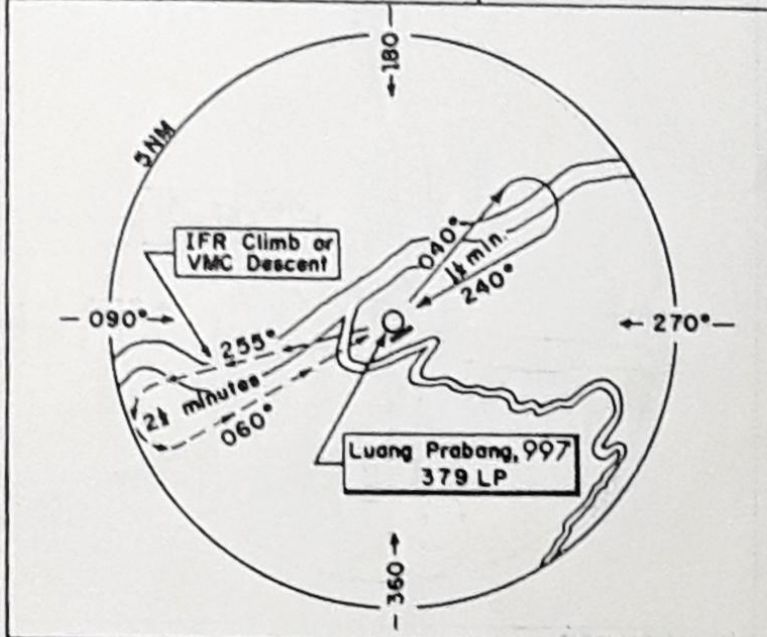 180
5NM
IFR Climb or
VMC Descent
040°
1½ min.
240°
090°
270°
255°
2½ minutes
060°
Luang Prabang, 997
379 LP
360